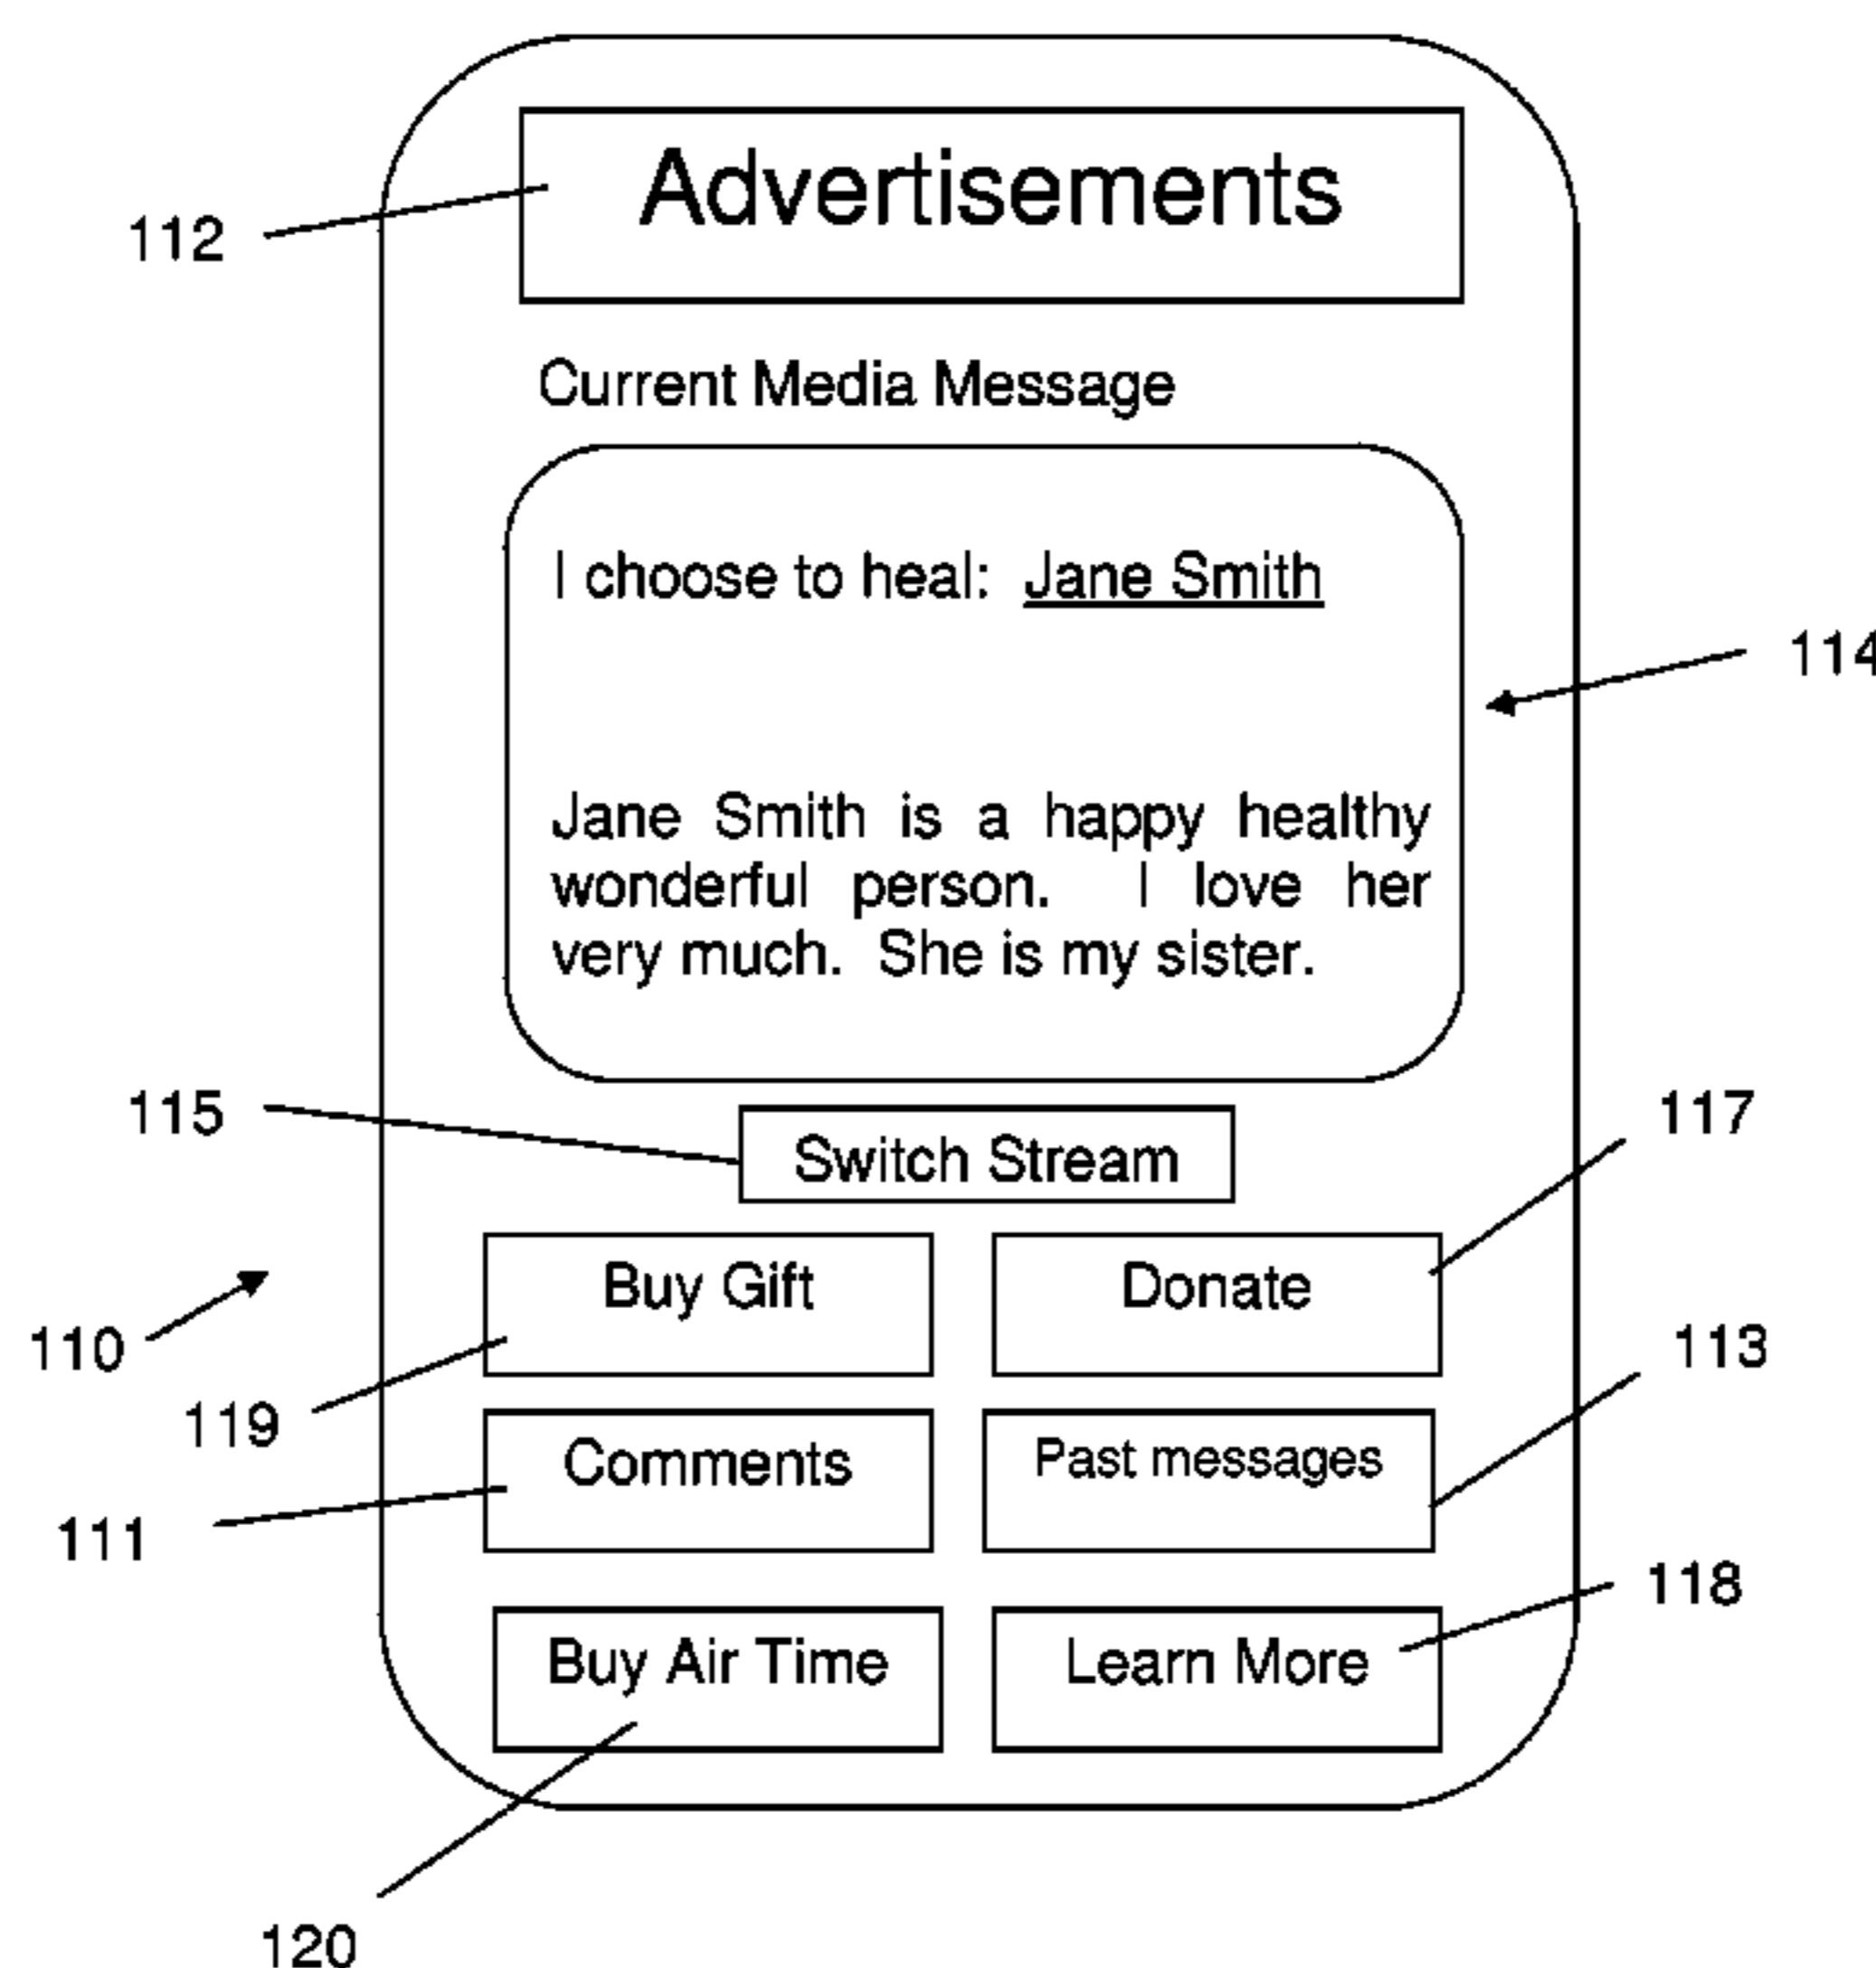 Advertisements
112
Current Media Message
I choose to heal: Jane Smith
114
Jane Smith is a happy healthy
wonderful person. I love her
very much. She is my sister.
115
Switch Stream
117
Buy Gift
Donate
110
119
113
Comments
Past messages
111
118
Buy Air Time
Learn More
120